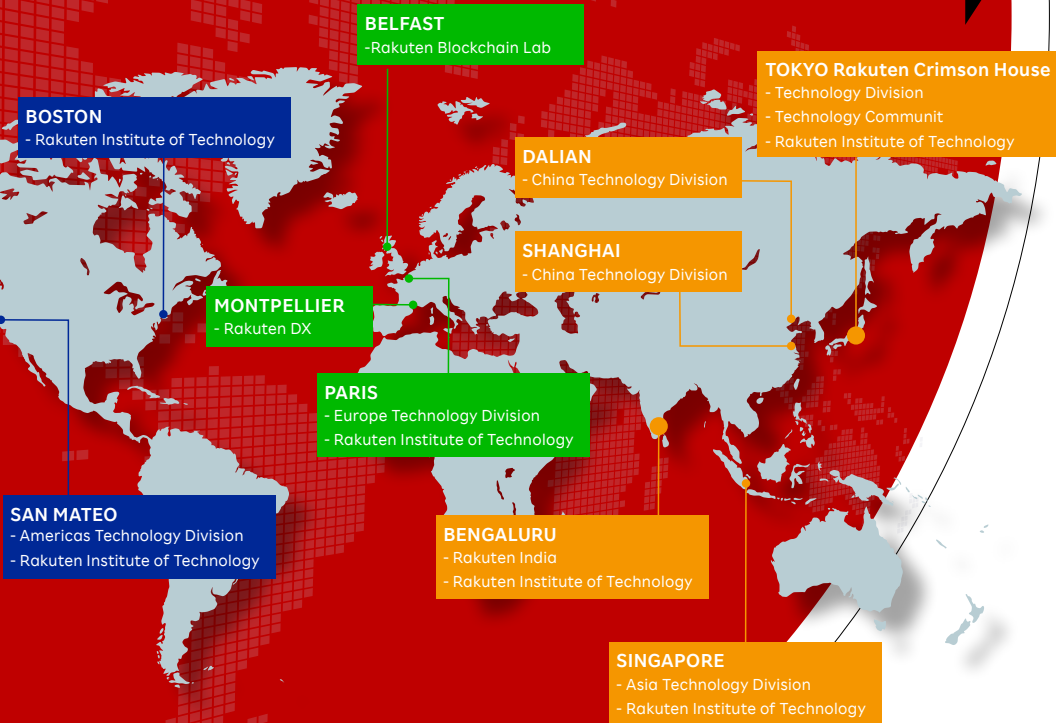 BELFAST
-Rakuten Blockchain Lab
TOKYO Rakuten Crimson House
- Technology Division
- Technology Communit
- Rakuten Institute of Technology
BOSTON
- Rakuten Institute of Technology
DALIAN
- China Technology Division
SHANGHAI
- China Technology Division
MONTPELLIER
- Rakuten DX
PARIS
- Europe Technology Division
- Rakuten Institute of Technology
SAN MATEO
- Americas Technology Division
- Rakuten Institute of Technology
BENGALURU
- Rakuten India
- Rakuten Institute of Technology
SINGAPORE
- Asia Technology Division
- Rakuten Institute of Technology